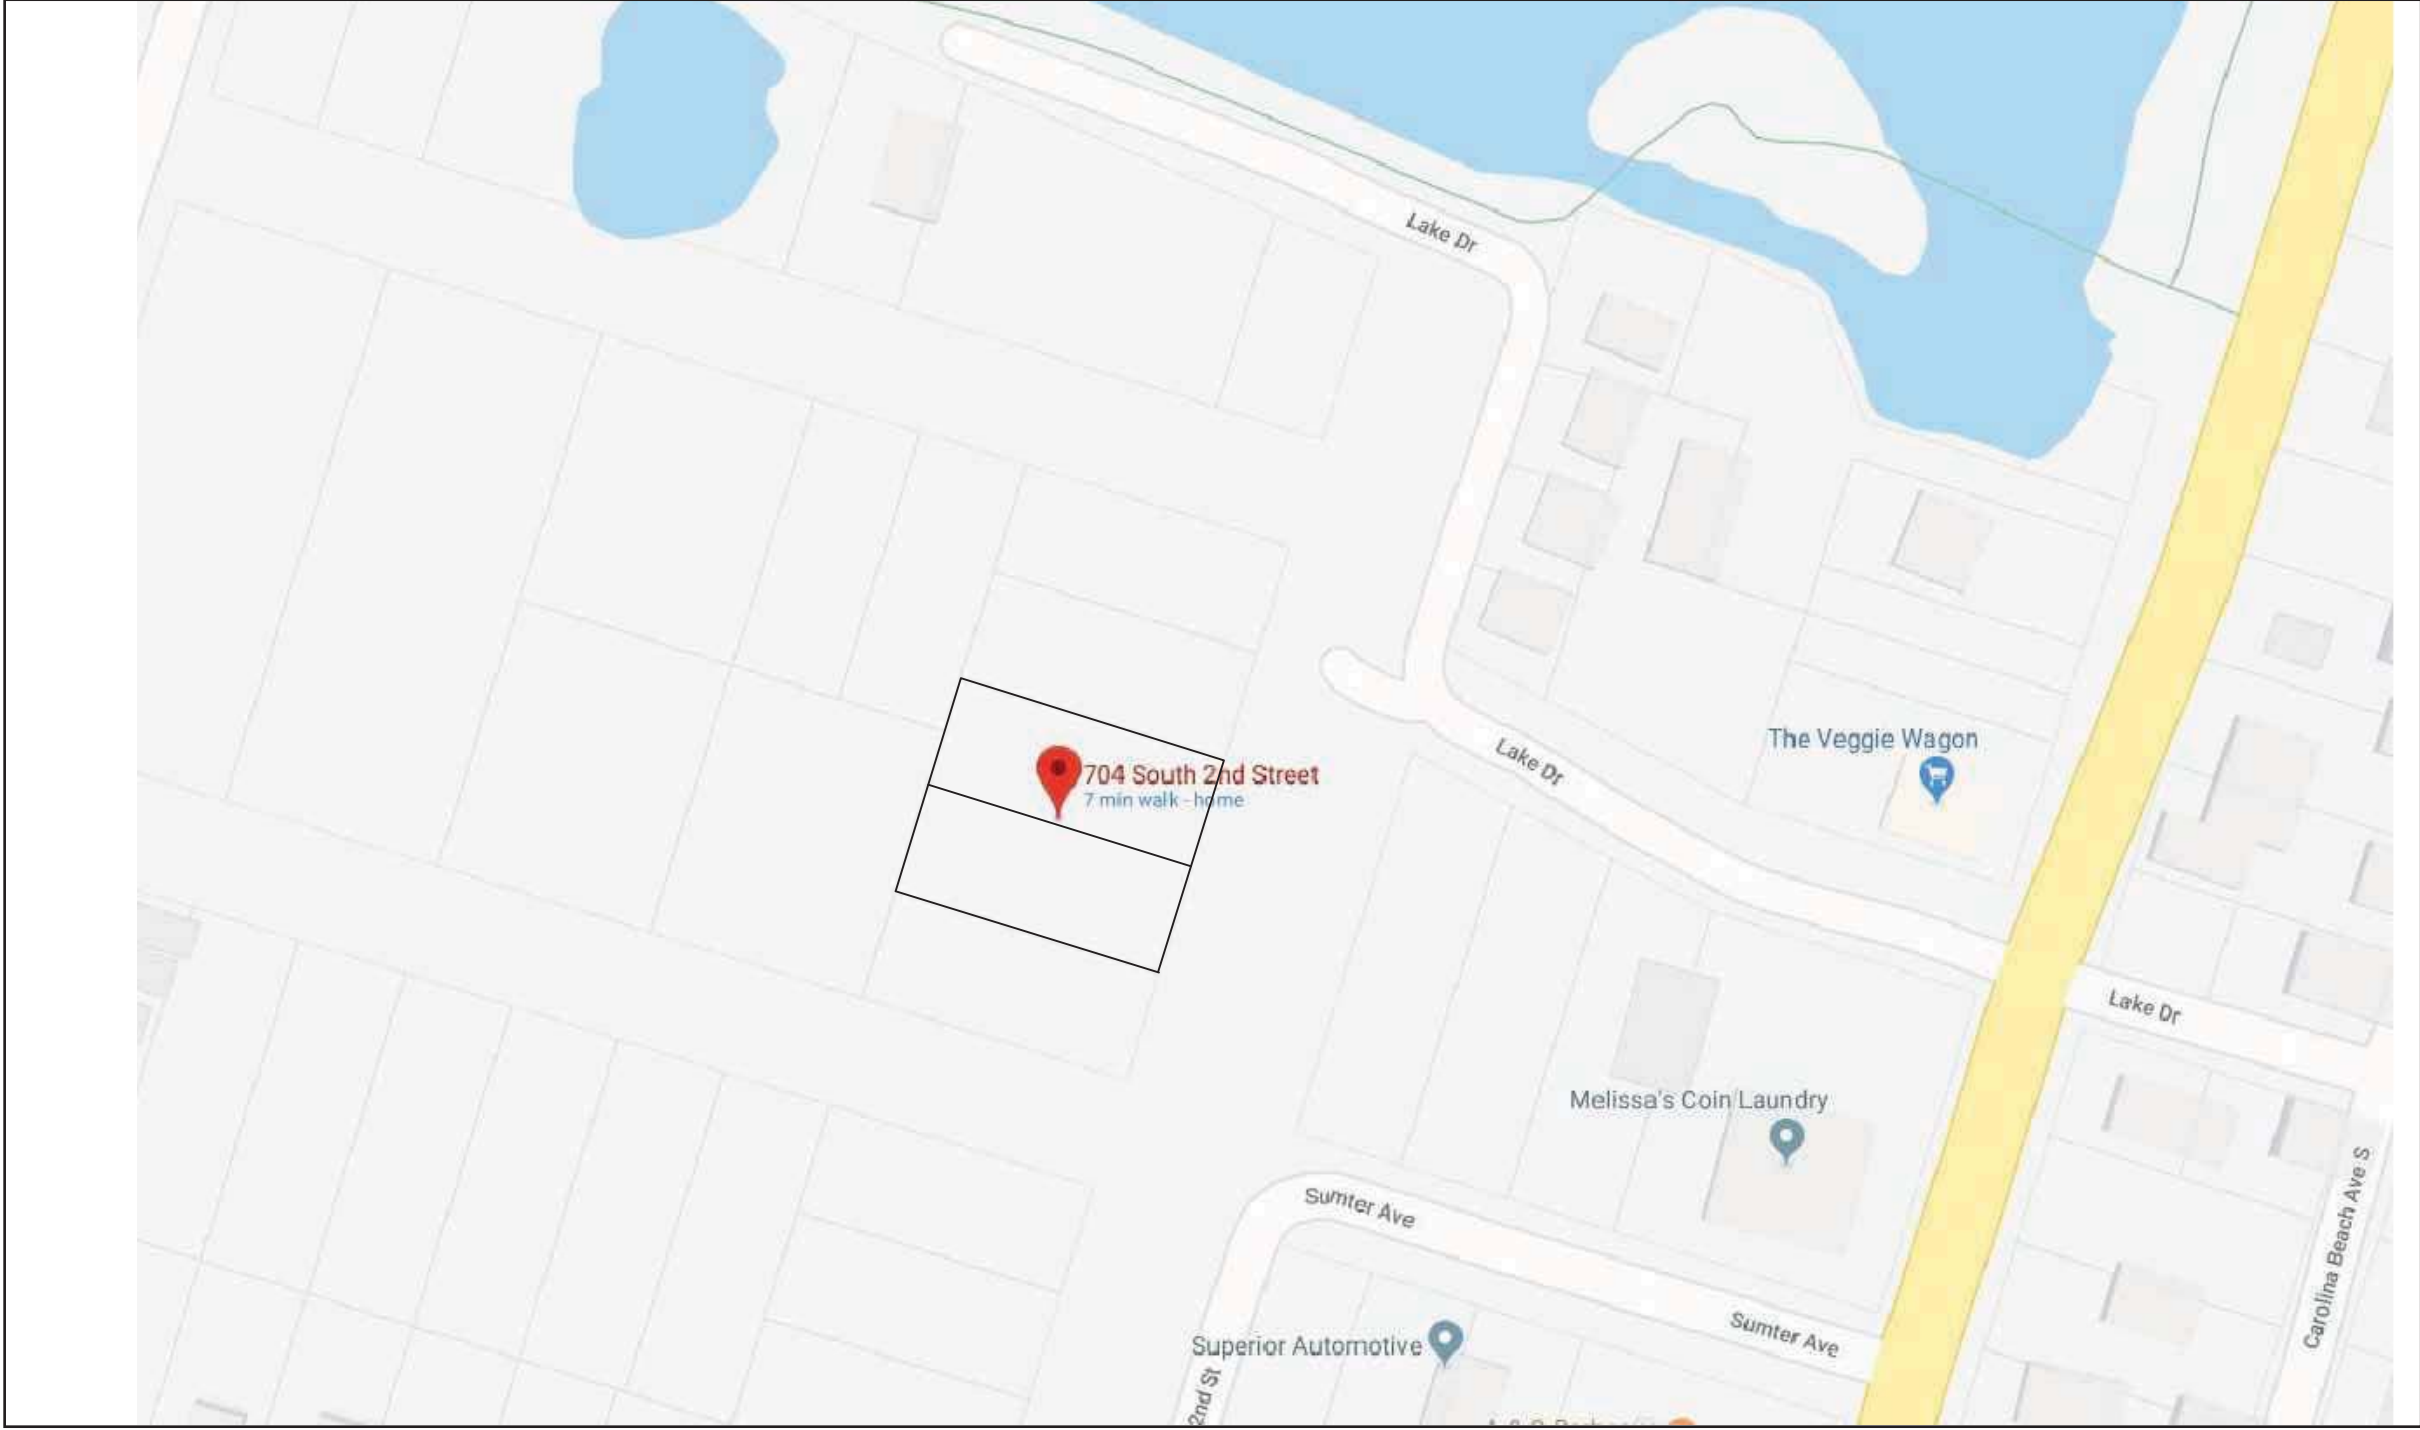 Lake Dr
The Veggie Wagon
Lake Dr
704 South 2nd Street
7 min walk - home
Lake Dr
Melissa's Coin Laundry
Carolina Beach Ave S
Sumter Ave
Sumter Ave
Superior Automotive
2nd St